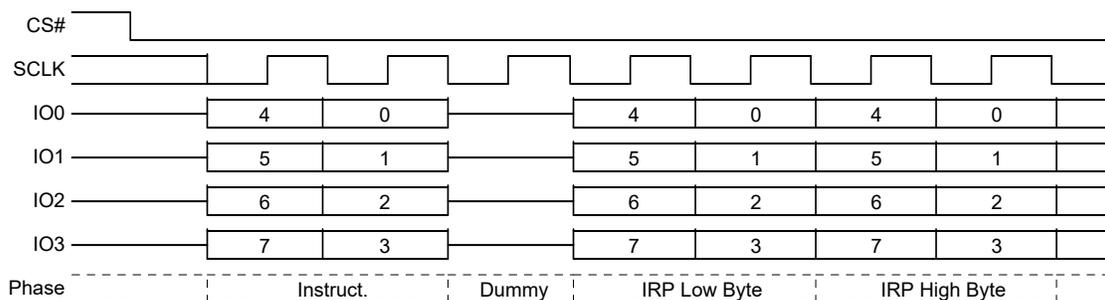 CS#
SCLK
IO0 4 0 4 0 4 0
IO1 5 1 5 1 5 1
IO2 6 2 6 2 6 2
IO3 7 3 7 3 7 3
Phase Instruct. Dummy IRP Low Byte IRP High Byte